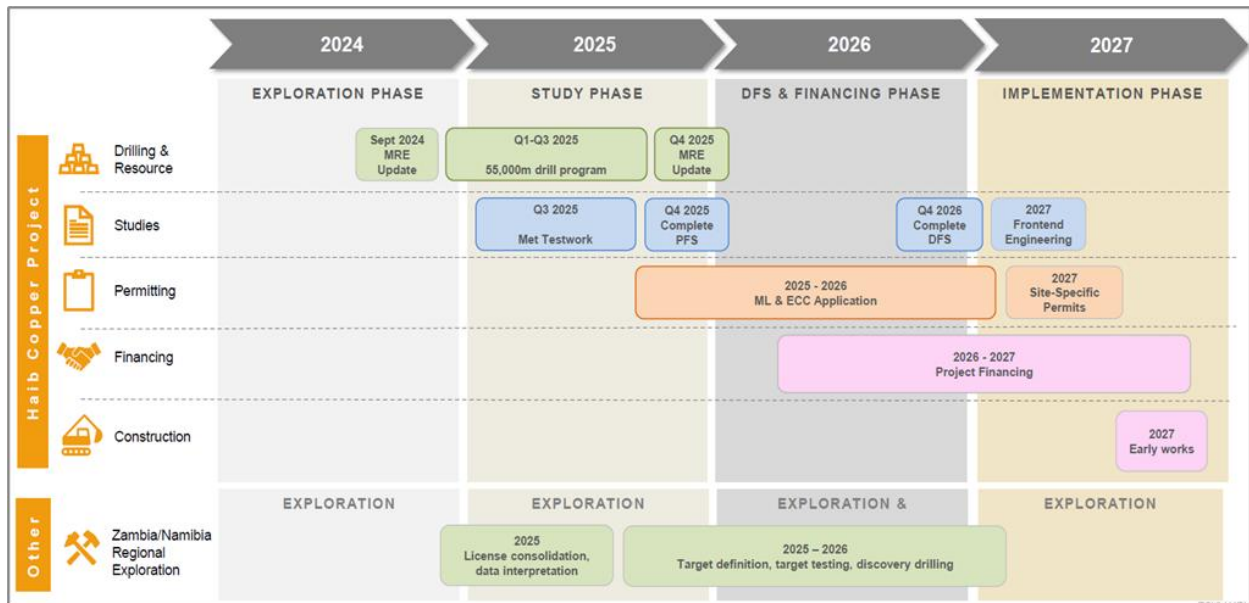 2024
2025
2026
2027
EXPLORATION PHASE
STUDY PHASE
DFS & FINANCING PHASE
IMPLEMENTATION PHASE
Haib Copper Project
Drilling &
Resource
Sept 2024
MRE
Update
Q1-Q3 2025
55,000m drill program
Q4 2025
MRE
Update
Studies
Q3 2025
Met Testwork
Q4 2025
Complete
PFS
Q4 2026
Complete
DFS
2027
Frontend
Engineering
Permitting
2025 - 2026
ML & ECC Application
2027
Site-Specific
Permits
Financing
2026 - 2027
Project Financing
Construction
2027
Early works
Other
EXPLORATION
EXPLORATION
EXPLORATION &
EXPLORATION
Zambia/Namibia
Regional
Exploration
2025
License consolidation,
data interpretation
2025 – 2026
Target definition, target testing, discovery drilling